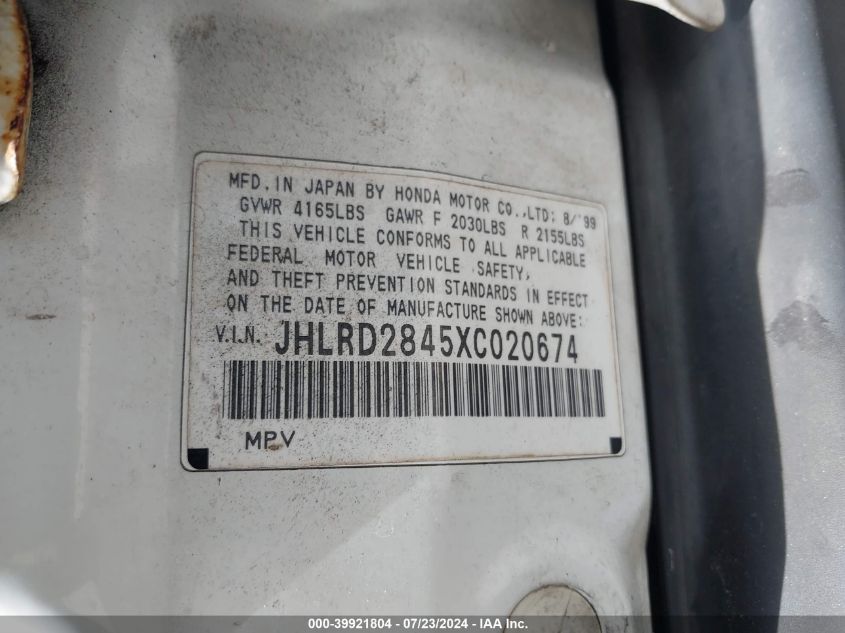 MFD. IN JAPAN BY HONDA MOTOR CO., LTD: 8/'99
GVWR 4165LBS GAWR F 2030LBS R 2155LBS
THIS VEHICLE CONFORMS TO ALL APPLICABLE
FEDERAL MOTOR VEHICLE SAFETY,
AND THEFT PREVENTION STANDARDS IN EFFECT
ON THE DATE OF MANUFACTURE SHOWN ABOVE:
V.I.N. JHLRD2845XC020674
MPV
000-39921804 / 07/23/2024 - IAA Inc.